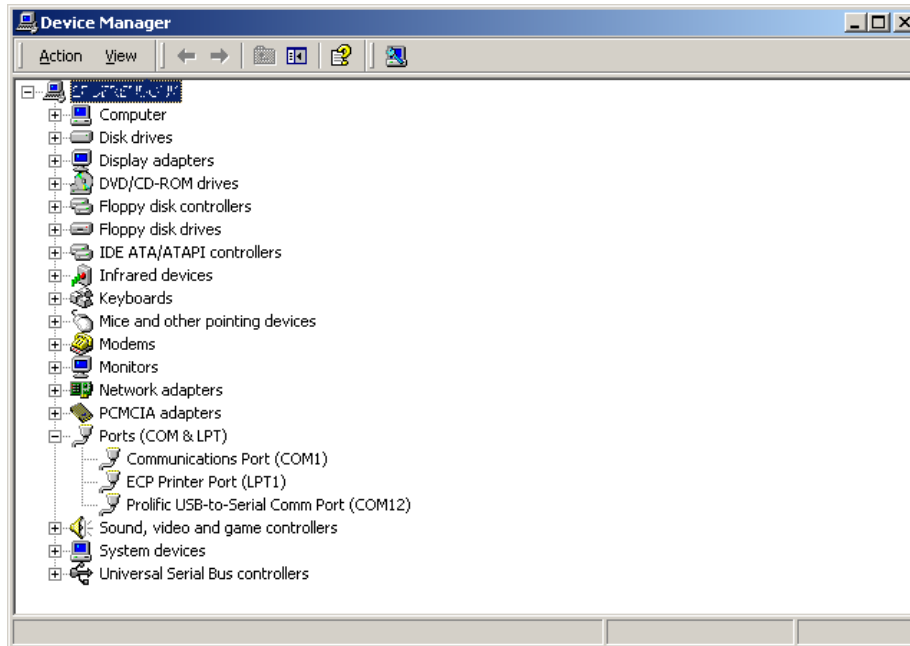 Device Manager
Action View
Computer
Disk drives
Display adapters
DVD/CD-ROM drives
Floppy disk controllers
Floppy disk drives
IDE ATA/ATAPI controllers
Infrared devices
Keyboards
Mice and other pointing devices
Modems
Monitors
Network adapters
PCMCIA adapters
Ports (COM & LPT)
Communications Port (COM1)
ECP Printer Port (LPT1)
Prolific USB-to-Serial Comm Port (COM12)
Sound, video and game controllers
System devices
Universal Serial Bus controllers